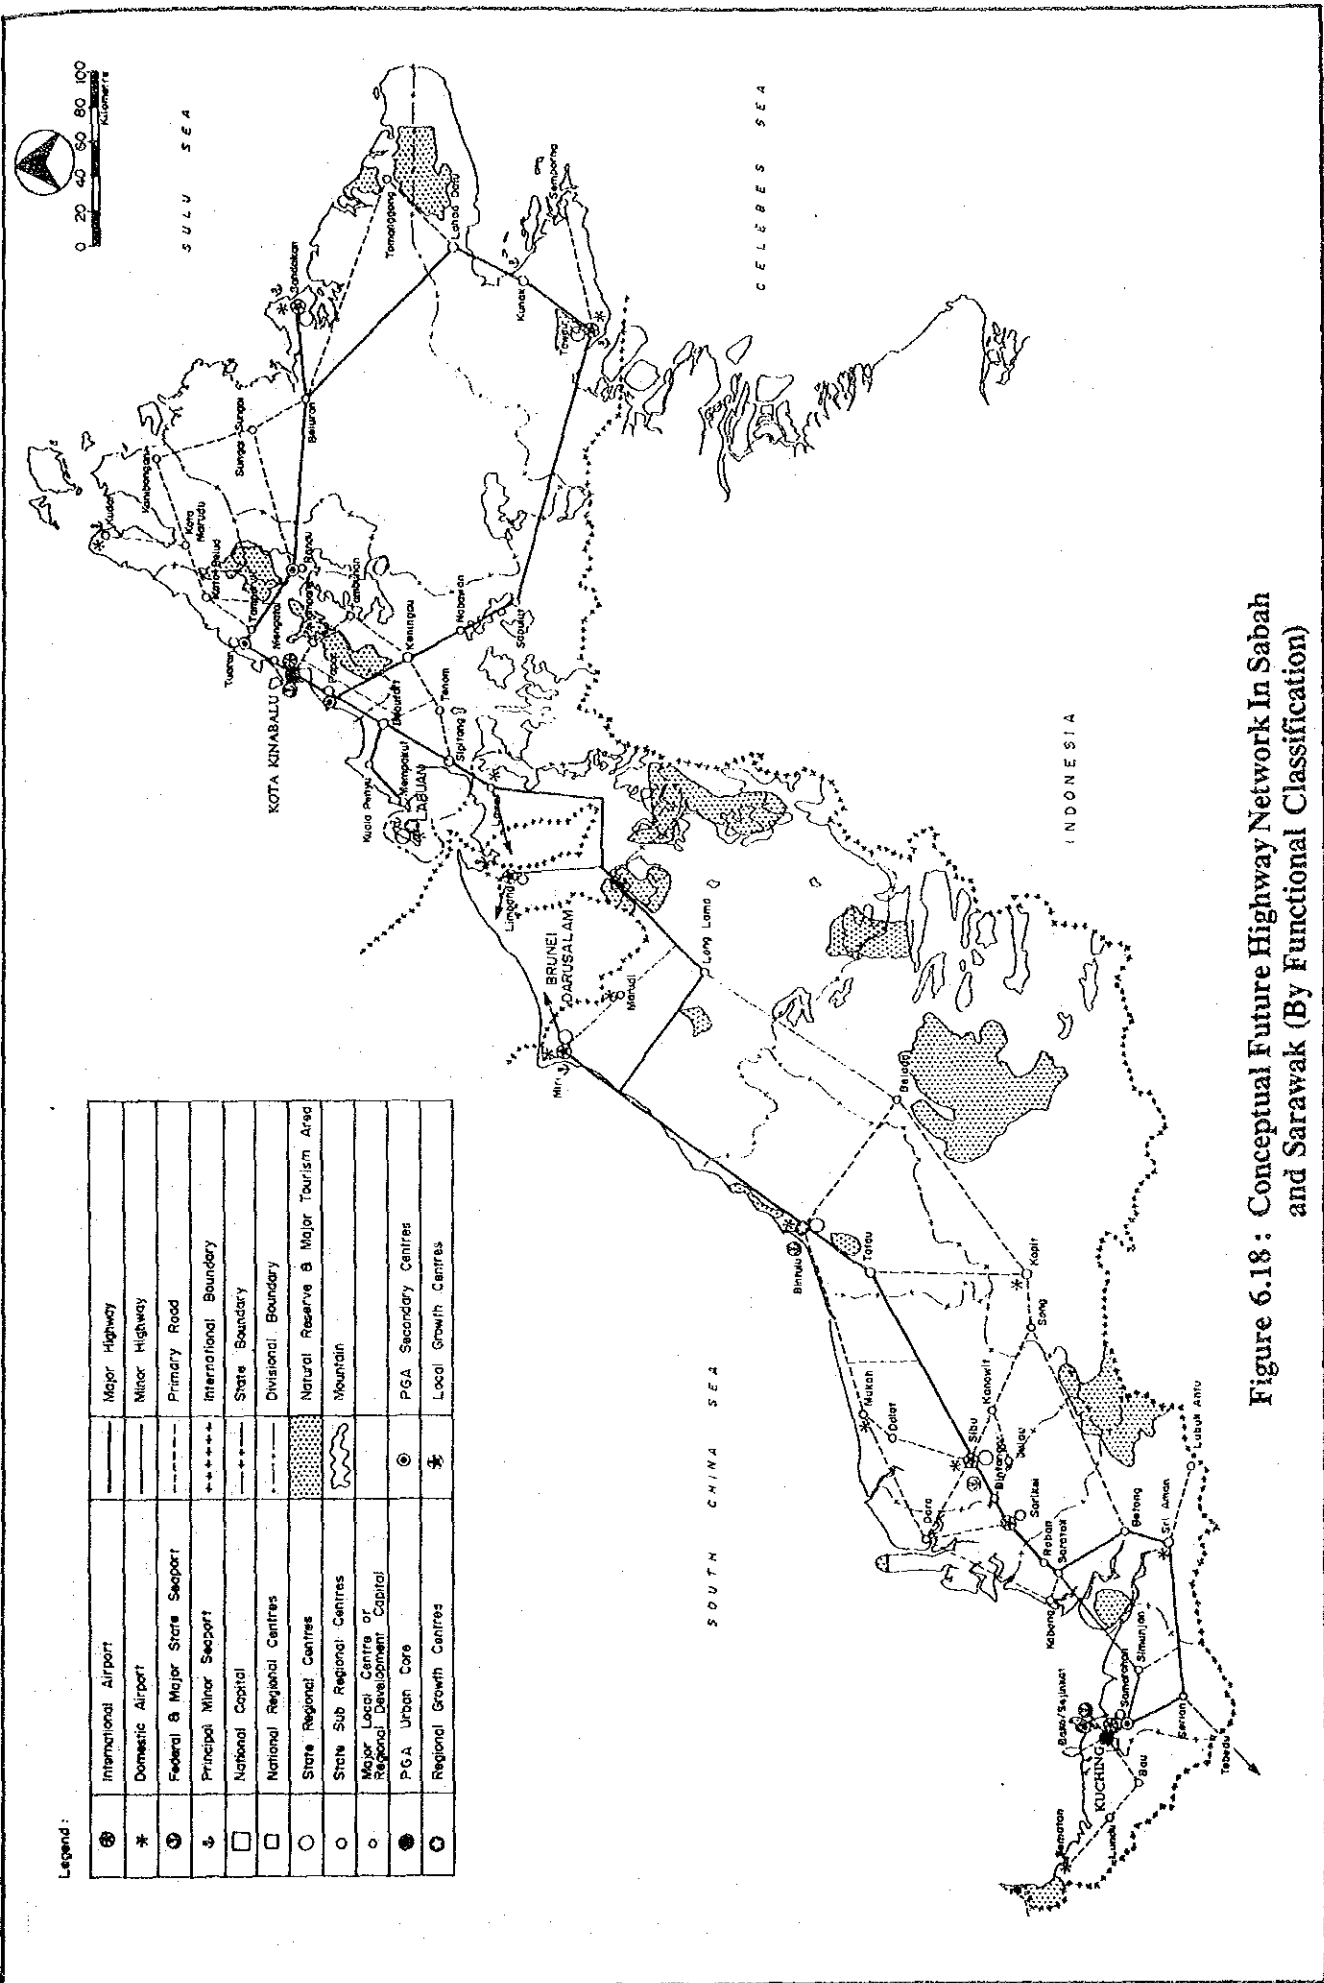 0 20 40 60 80 100
Kilometre
SULU SEA
CELEBES SEA
SOUTH CHINA SEA
INDONESIA
BRUNEI
DARUSALAM
KOTA KINABALU
LABUAN
KUCHING
Kudat
Kanibongan
Kota
Marudu
Kota Belud
Sungai-Sungai
Sandakan
Beluran
Tomanggong
Lahad Datu
Kunak
Semporna
Tawau
Tuaran
Tamparuli
Mengatal
Ranau
Tambunan
Papar
Keningau
Nabawan
Sapulut
Beaufort
Tenom
Sipitang
Kuala Penyu
Mempakul
Lawas
Limbang
Long Lama
Marudi
Miri
Belaga
Bintulu
Tatau
Kapit
Song
Kanowit
Mukah
Dalat
Sibu
Bintangor
Julau
Daro
Sarikei
Roban
Saratok
Kabong
Betong
Sri Aman
Lubuk Antu
Simunjan
Samarahan
Serian
Tebedu
Bau
Lundu
Sematan
Legend :
International Airport
Major Highway
Domestic Airport
Minor Highway
Federal & Major State Seaport
Primary Road
Principal Minor Seaport
International Boundary
National Capital
State Boundary
National Regional Centres
Divisional Boundary
State Regional Centres
Natural Reserve & Major Tourism Area
State Sub Regional Centres
Mountain
Major Local Centre or
Regional Development Capital
PGA Urban Core
PGA Secondary Centres
Regional Growth Centres
Local Growth Centres
Figure 6.18 : Conceptual Future Highway Network In Sabah
and Sarawak (By Functional Classification)